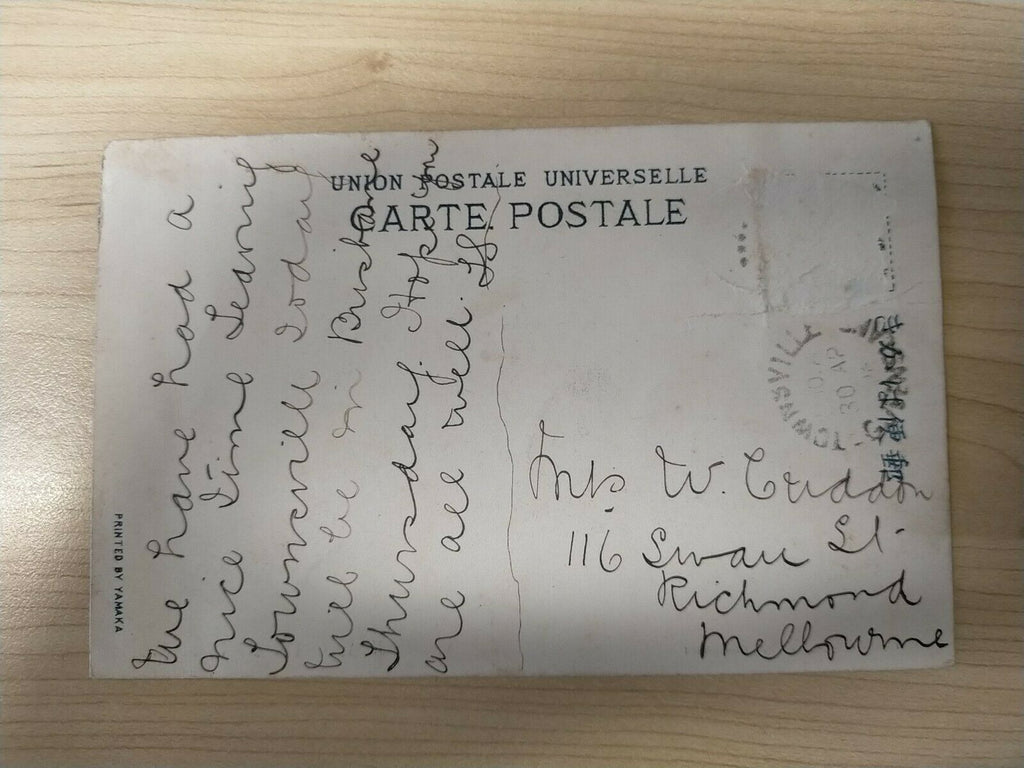 UNION POSTALE UNIVERSELLE
CARTE POSTALE
We have had a
nice Time Leaving
Townsville Today
will be in Brisbane
Thursday Hope you
are all well.
Mrs W. Cuddon
116 Swan St.
Richmond
Melbourne
TOWNSVILLE
30 AP
PRINTED BY YAMAKA